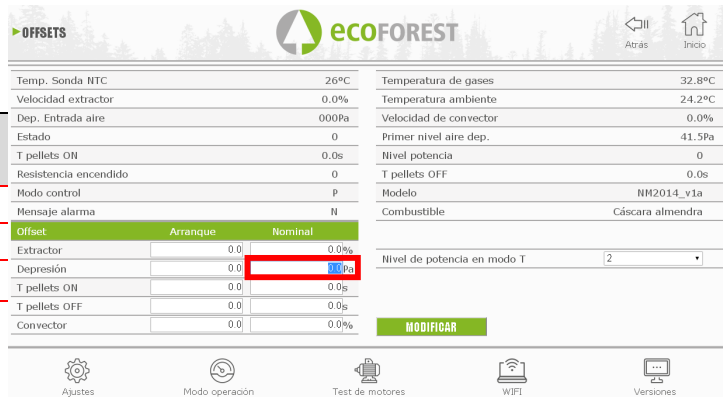 OFFSETS
ecoFOREST
Atrás
Inicio
Temp. Sonda NTC 26ºC
Velocidad extractor 0.0%
Dep. Entrada aire 000Pa
Estado 0
T pellets ON 0.0s
Resistencia encendido 0
Modo control P
Mensaje alarma N
Temperatura de gases 32.8ºC
Temperatura ambiente 24.2ºC
Velocidad de convector 0.0%
Primer nivel aire dep. 41.5Pa
Nivel potencia 0
T pellets OFF 0.0s
Modelo NM2014_v1a
Combustible Cáscara almendra
Offset Arranque Nominal
Extractor 0.0 0.0%
Depresión 0.0 0.0Pa
T pellets ON 0.0 0.0s
T pellets OFF 0.0 0.0s
Convector 0.0 0.0%
Nivel de potencia en modo T 2
MODIFICAR
Ajustes
Modo operación
Test de motores
WIFI
Versiones